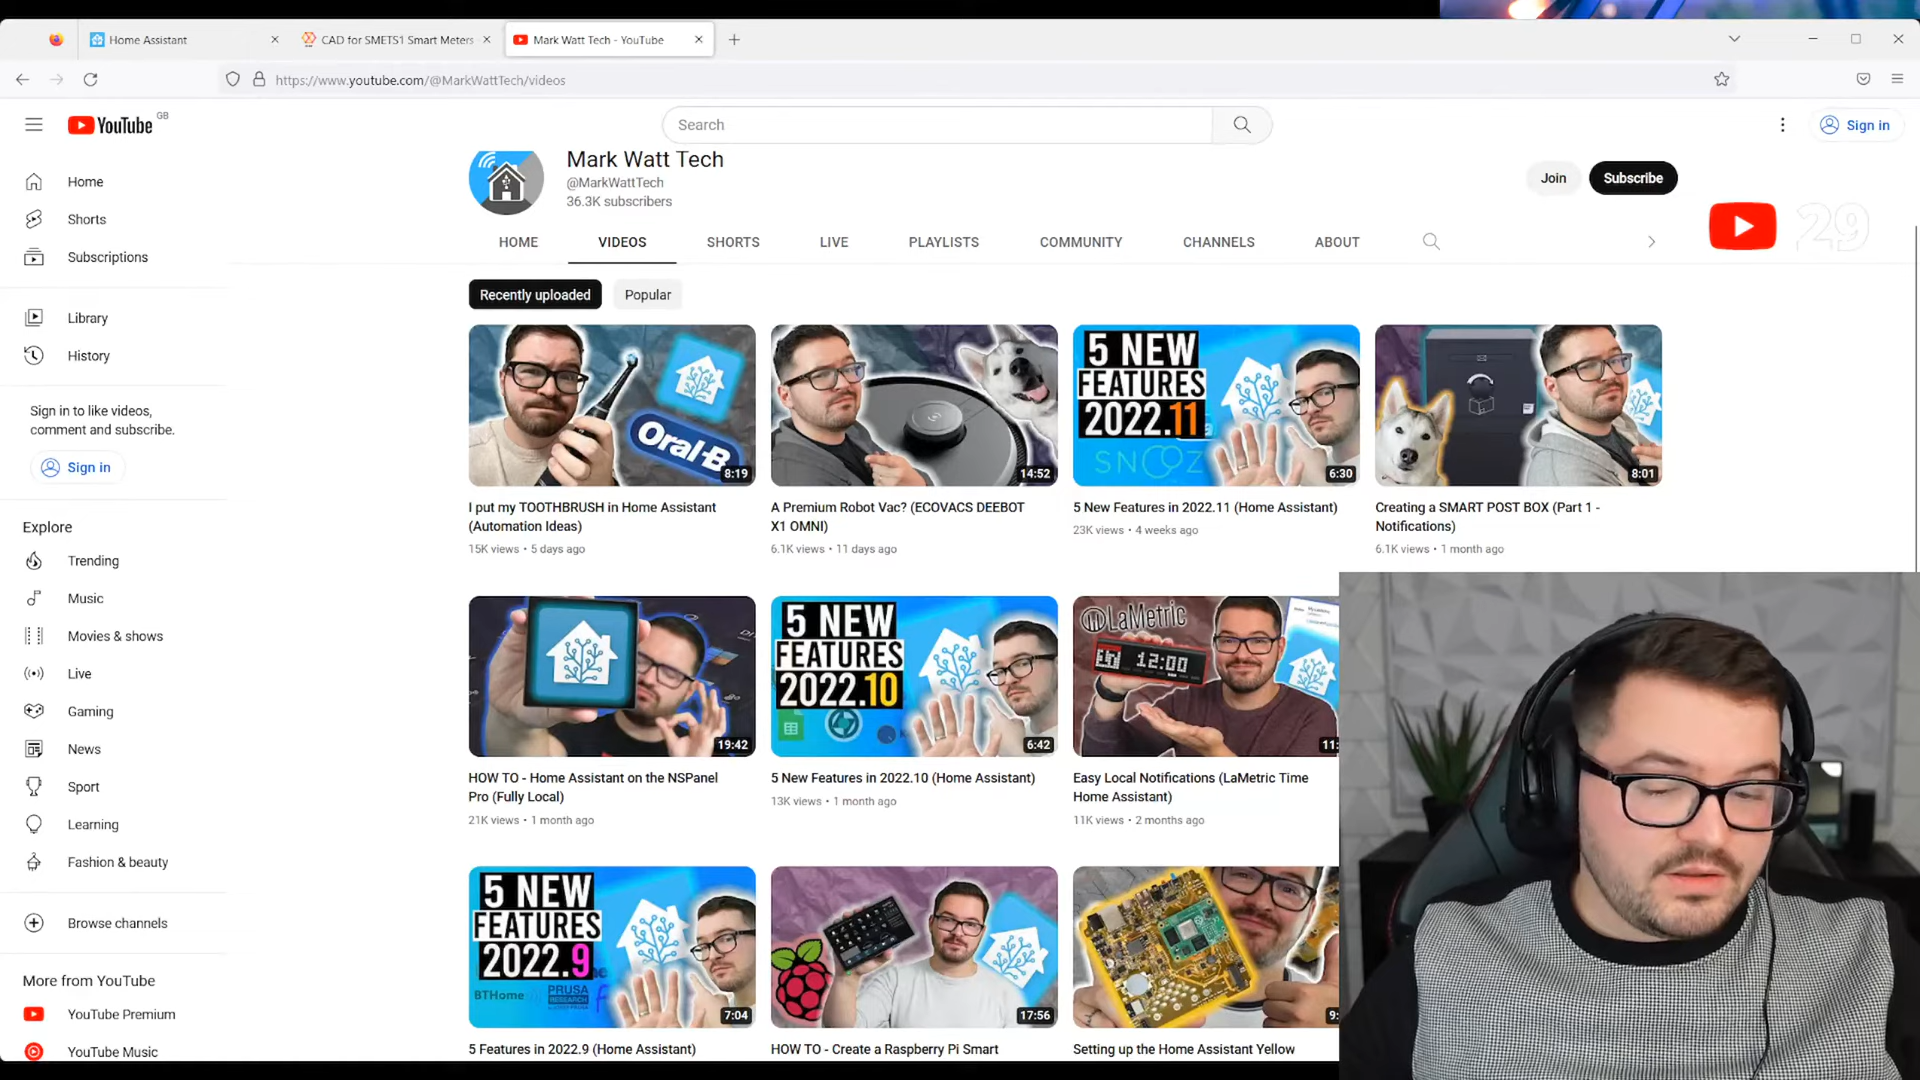 Home Assistant
CAD for SMETS1 Smart Meters
Mark Watt Tech - YouTube
https://www.youtube.com/@MarkWattTech/videos
YouTube GB
Search
Sign in
Home
Shorts
Subscriptions
Library
History
Sign in to like videos,
comment and subscribe.
Sign in
Explore
Trending
Music
Movies & shows
Live
Gaming
News
Sport
Learning
Fashion & beauty
Browse channels
More from YouTube
YouTube Premium
YouTube Music
Mark Watt Tech
@MarkWattTech
36.3K subscribers
Join
Subscribe
29
HOME
VIDEOS
SHORTS
LIVE
PLAYLISTS
COMMUNITY
CHANNELS
ABOUT
Recently uploaded
Popular
Oral-B
8:19
I put my TOOTHBRUSH in Home Assistant
(Automation Ideas)
15K views • 5 days ago
14:52
A Premium Robot Vac? (ECOVACS DEEBOT
X1 OMNI)
6.1K views • 11 days ago
5 NEW
FEATURES
2022.11
SNOOZ
6:30
5 New Features in 2022.11 (Home Assistant)
23K views • 4 weeks ago
8:01
Creating a SMART POST BOX (Part 1 -
Notifications)
6.1K views • 1 month ago
19:42
HOW TO - Home Assistant on the NSPanel
Pro (Fully Local)
21K views • 1 month ago
5 NEW
FEATURES
2022.10
6:42
5 New Features in 2022.10 (Home Assistant)
13K views • 1 month ago
LaMetric
12:00
11:
Easy Local Notifications (LaMetric Time
Home Assistant)
11K views • 2 months ago
5 NEW
FEATURES
2022.9
BTHome
PRUSA
RESEARCH
7:04
5 Features in 2022.9 (Home Assistant)
17:56
HOW TO - Create a Raspberry Pi Smart
9:
Setting up the Home Assistant Yellow